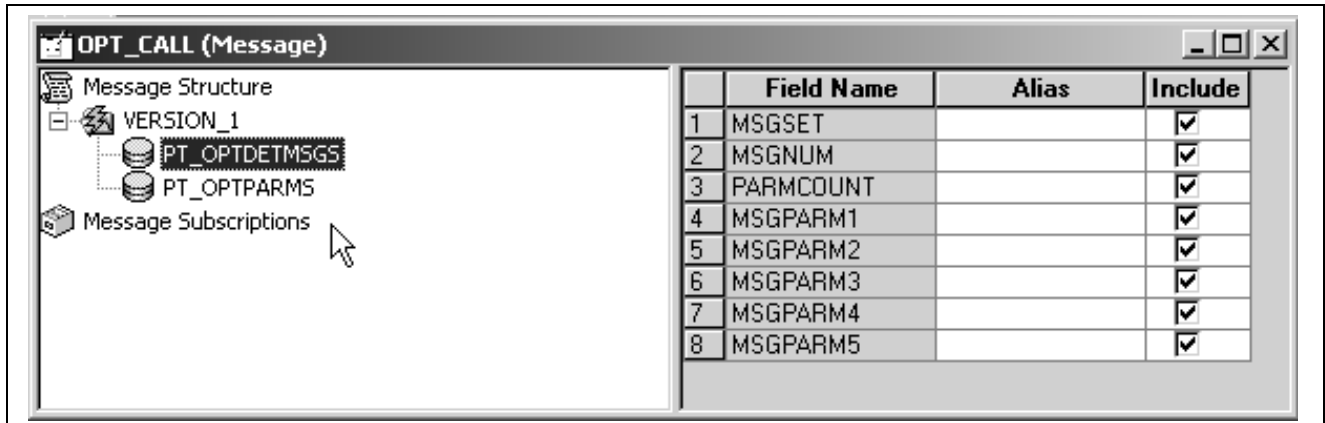 OPT_CALL (Message)
Message Structure
VERSION_1
PT_OPTDETMSGS
PT_OPTPARMS
Message Subscriptions
Field Name Alias Include
1 MSGSET
2 MSGNUM
3 PARMCOUNT
4 MSGPARM1
5 MSGPARM2
6 MSGPARM3
7 MSGPARM4
8 MSGPARM5